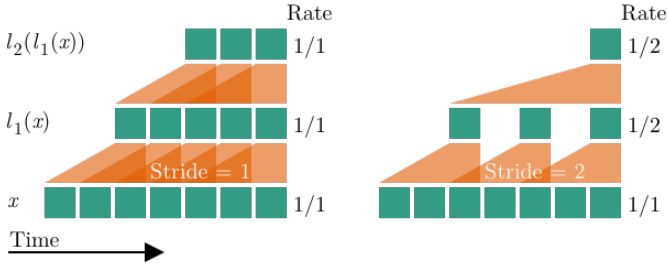 Rate Rate
l₂(l₁(x)) 1/1 1/2
l₁(x) 1/1 1/2
Stride = 1 Stride = 2
x 1/1 1/1
Time